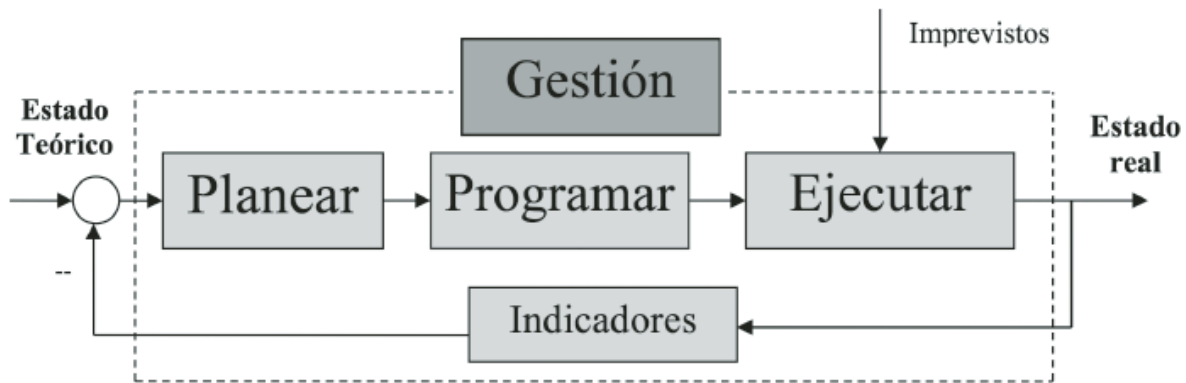 Imprevistos
Gestión
Estado
Teórico
Estado
real
Planear
Programar
Ejecutar
--
Indicadores